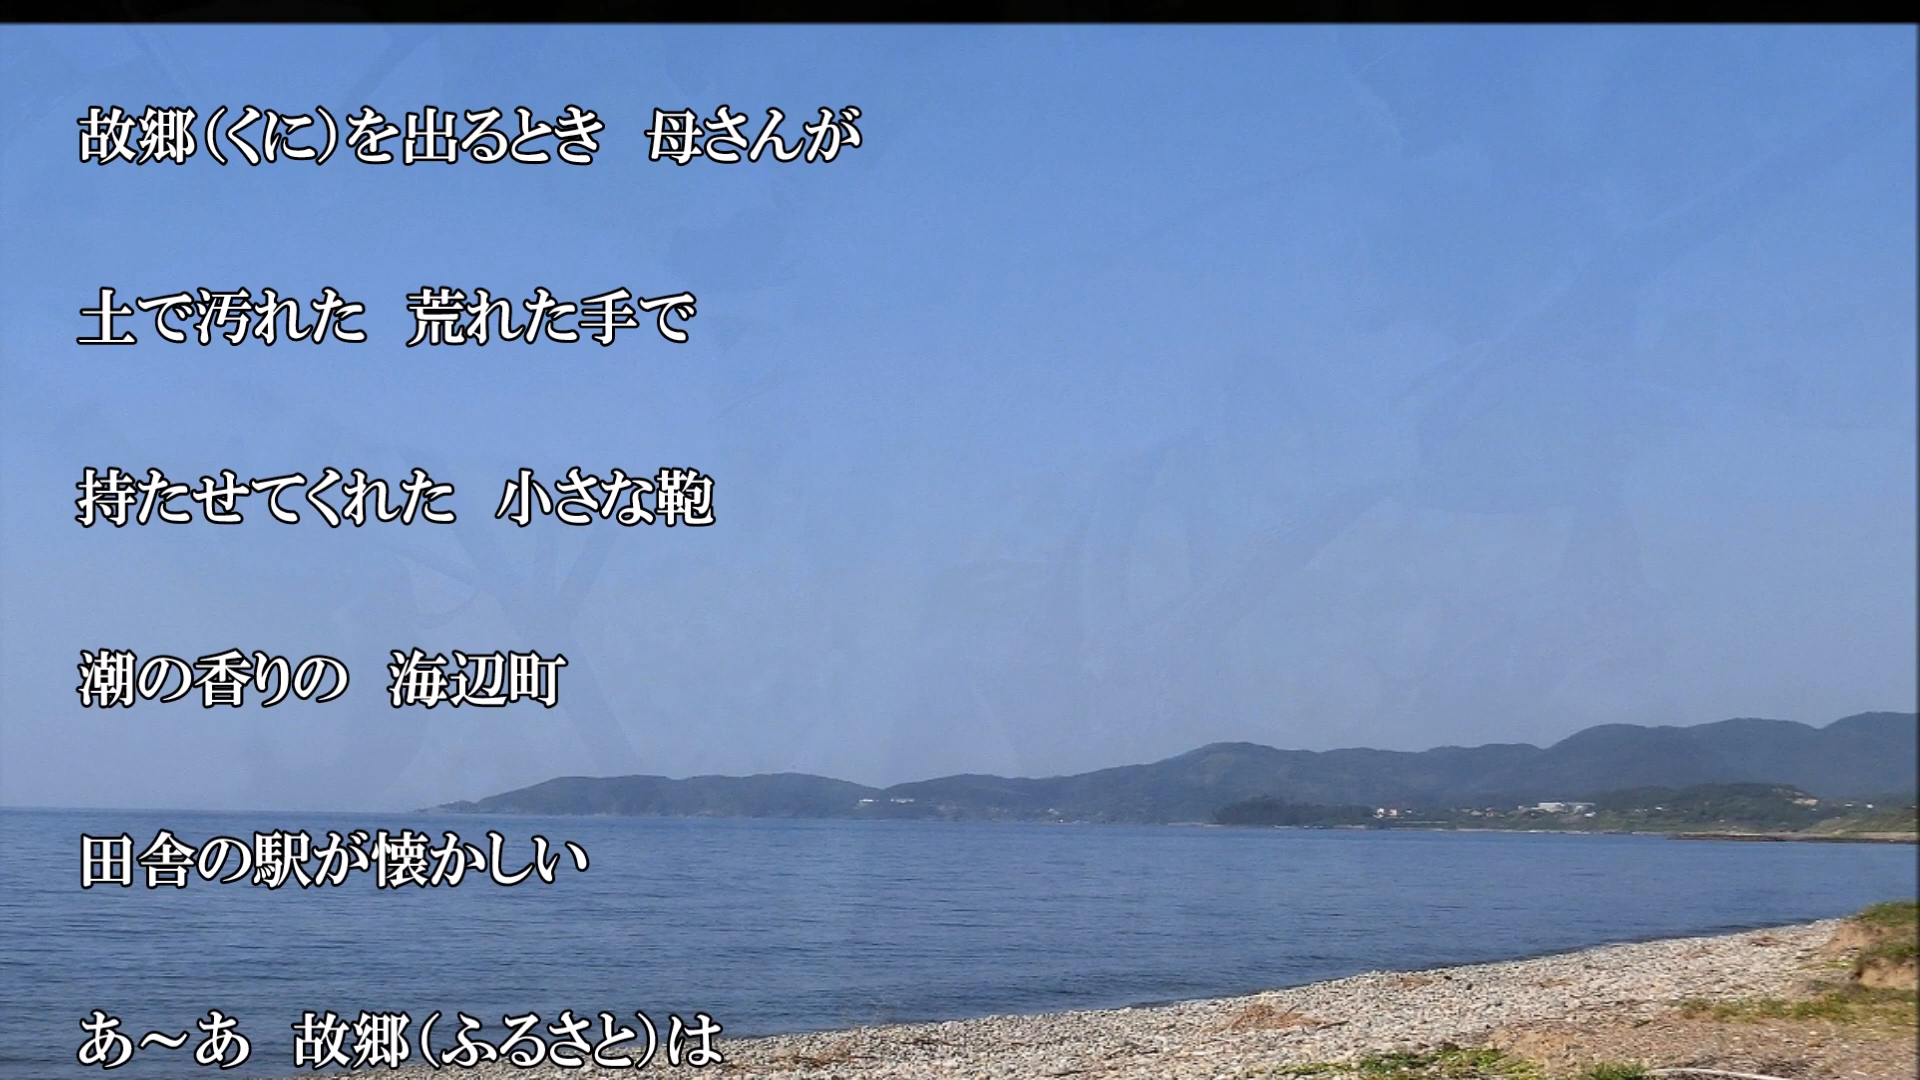 故郷（くに）を出るとき　母さんが
土で汚れた　荒れた手で
持たせてくれた　小さな鞄
潮の香りの　海辺町
田舎の駅が懐かしい
あ～あ　故郷（ふるさと）は